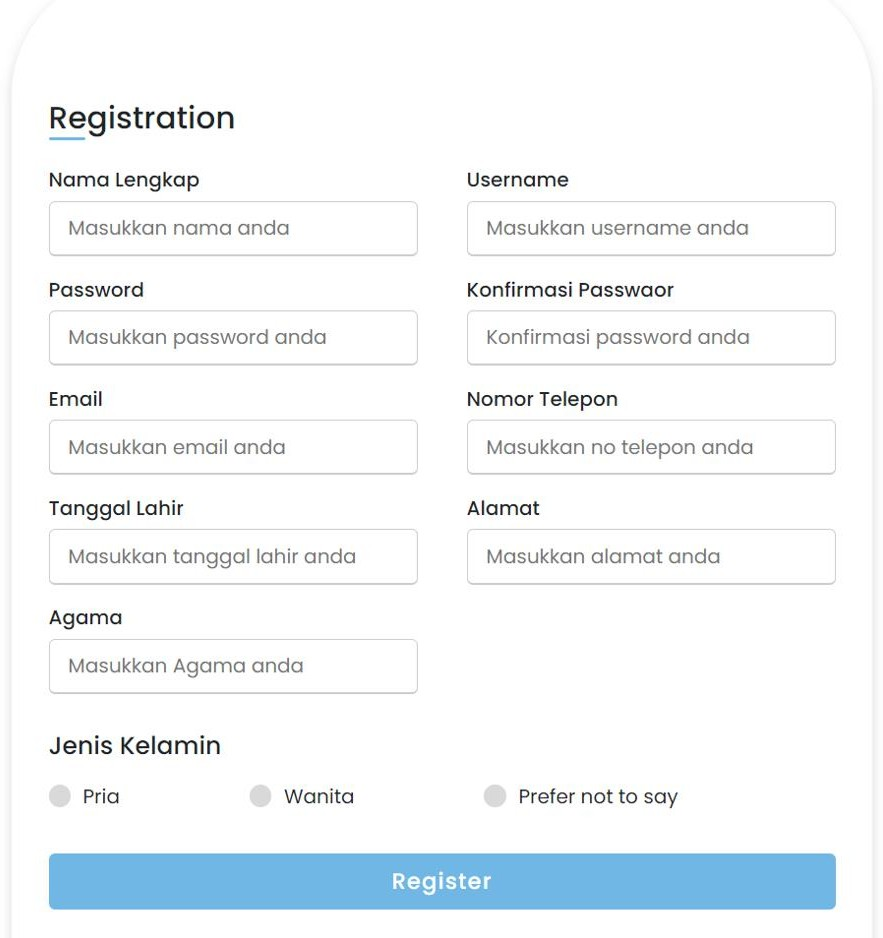 Registration
Nama Lengkap
Username
Masukkan nama anda
Masukkan username anda
Password
Konfirmasi Passwaor
Masukkan password anda
Konfirmasi password anda
Email
Nomor Telepon
Masukkan email anda
Masukkan no telepon anda
Tanggal Lahir
Alamat
Masukkan tanggal lahir anda
Masukkan alamat anda
Agama
Masukkan Agama anda
Jenis Kelamin
Pria
Wanita
Prefer not to say
Register